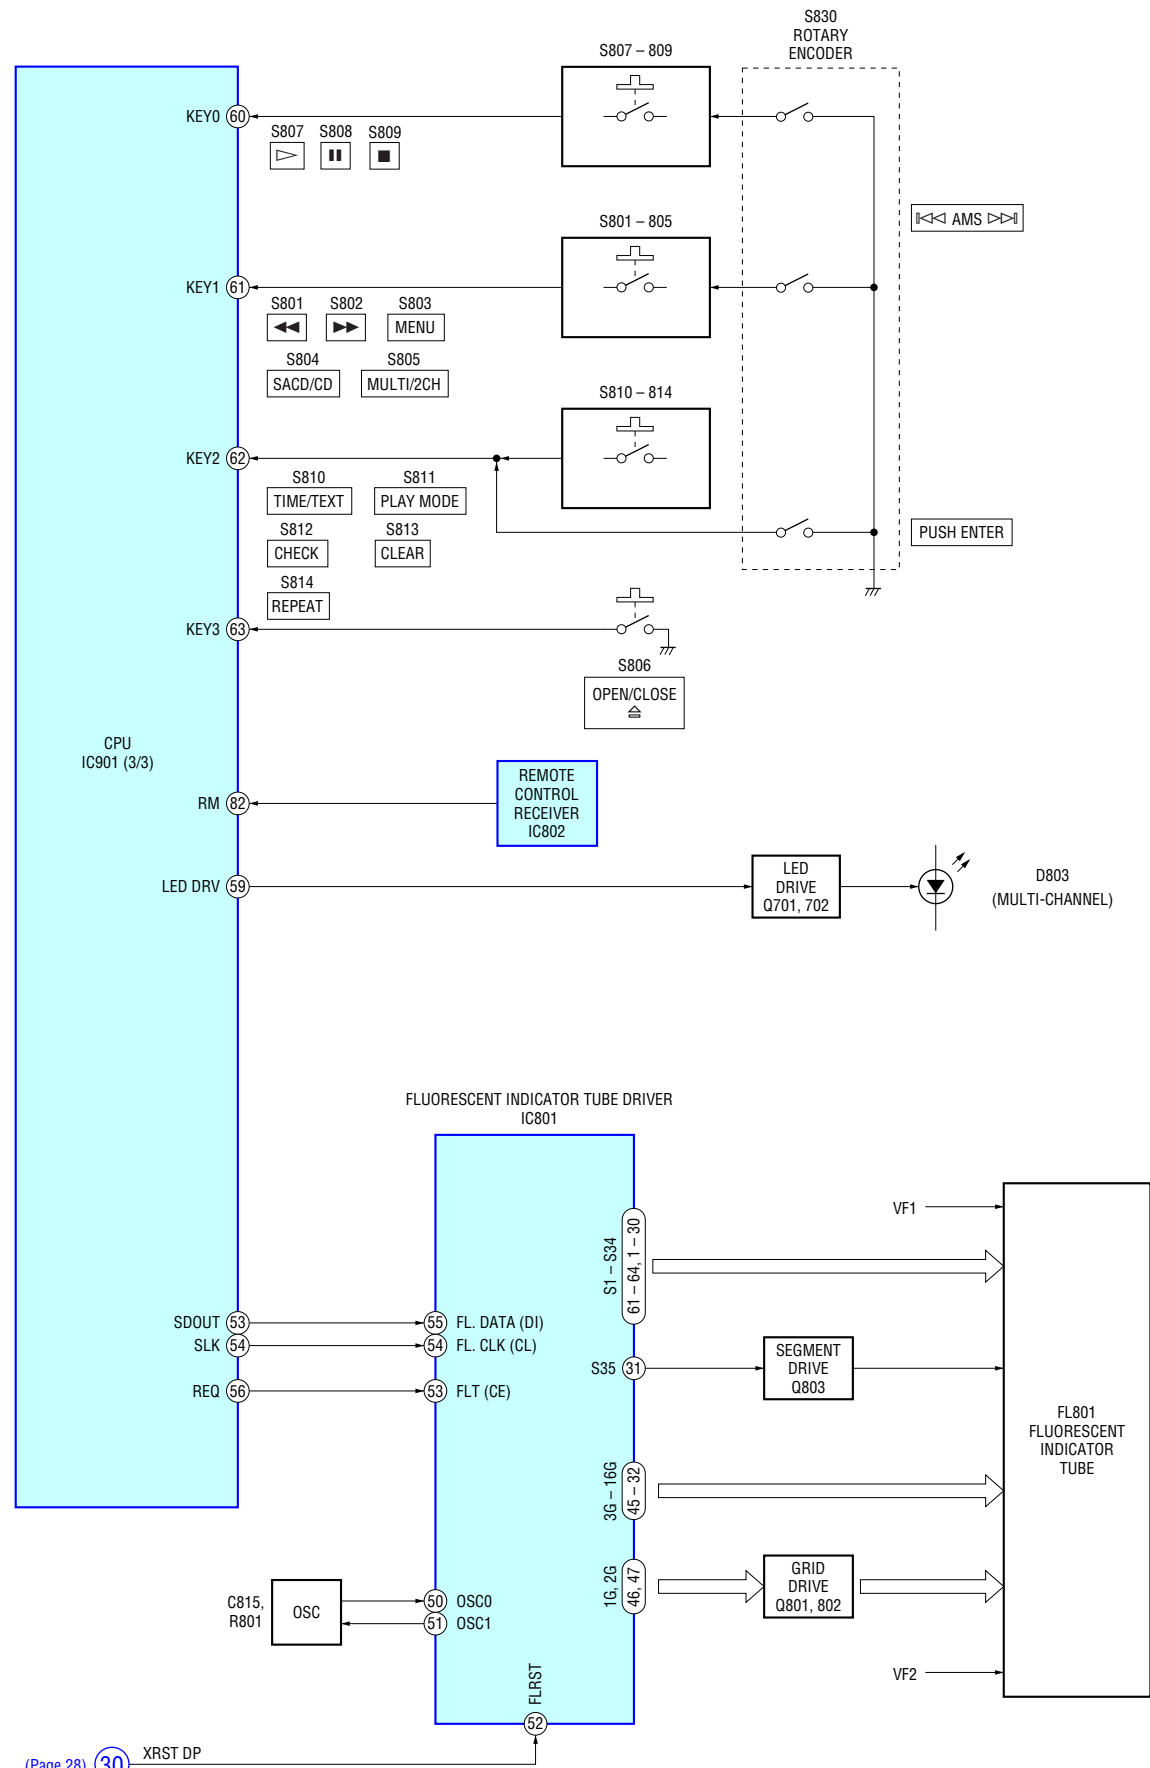 S830
ROTARY
ENCODER
S807 – 809
KEY0 60
S807 S808 S809
AMS
S801 – 805
KEY1 61
S801 S802 S803
MENU
S804 S805
SACD/CD MULTI/2CH
S810 – 814
KEY2 62
S810 S811
TIME/TEXT PLAY MODE
S812 S813
CHECK CLEAR
PUSH ENTER
S814
REPEAT
KEY3 63
S806
OPEN/CLOSE
CPU
IC901 (3/3)
REMOTE
CONTROL
RECEIVER
IC802
RM 82
LED DRV 59
LED
DRIVE
Q701, 702
D803
(MULTI-CHANNEL)
FLUORESCENT INDICATOR TUBE DRIVER
IC801
VF1
S1 – S34
61 – 64, 1 – 30
SDOUT 53
55 FL. DATA (DI)
SLK 54
54 FL. CLK (CL)
REQ 56
53 FLT (CE)
S35 31
SEGMENT
DRIVE
Q803
FL801
FLUORESCENT
INDICATOR
TUBE
3G – 16G
45 – 32
1G, 2G
46, 47
GRID
DRIVE
Q801, 802
C815,
R801
OSC
50 OSC0
51 OSC1
VF2
FLRST
52
XRST DP
(Page 28) 30